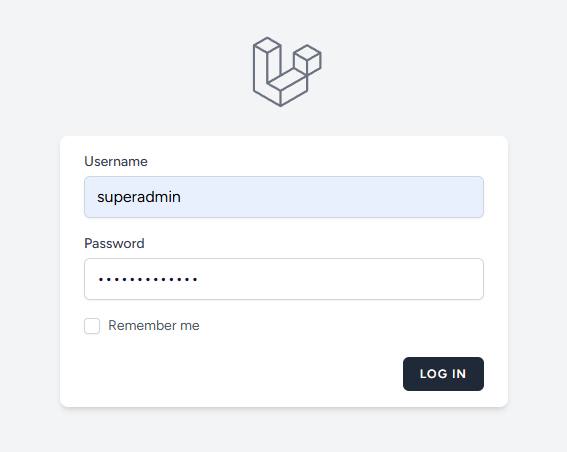 Username
superadmin
Password
•••••••••••••
Remember me
LOG IN